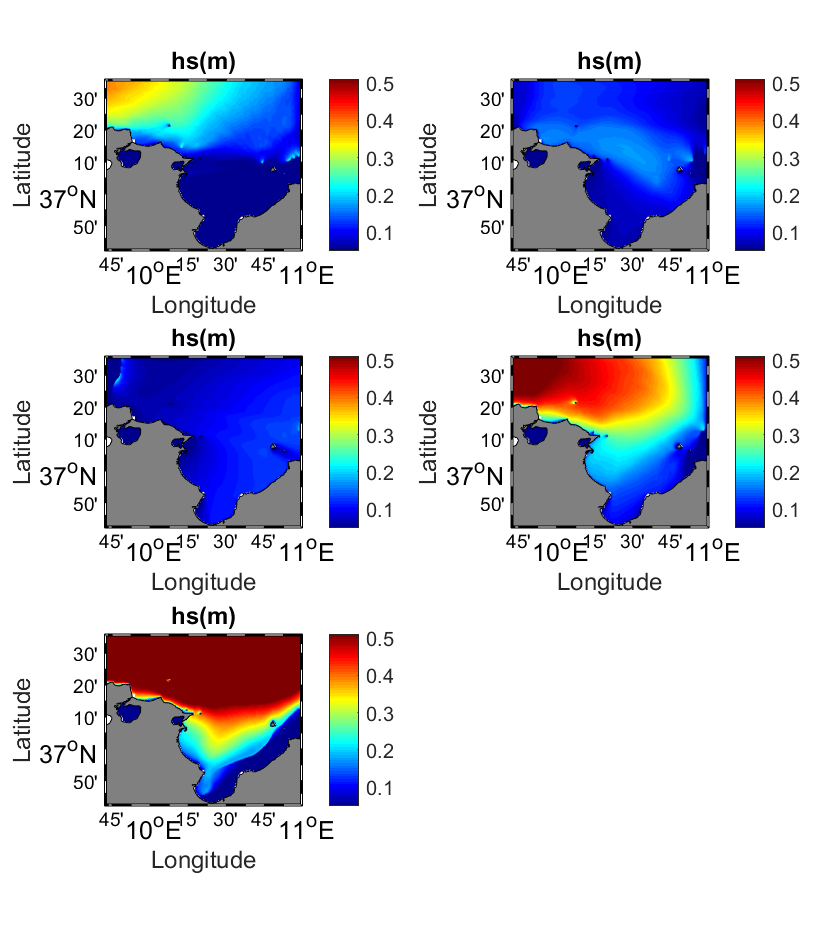 hs(m)
30'
20'
10'
37°N
50'
45'
10°E
15'
30'
45'
11°E
Latitude
Longitude
0.5
0.4
0.3
0.2
0.1
hs(m)
30'
20'
10'
37°N
50'
45'
10°E
15'
30'
45'
11°E
Latitude
Longitude
0.5
0.4
0.3
0.2
0.1
hs(m)
30'
20'
10'
37°N
50'
45'
10°E
15'
30'
45'
11°E
Latitude
Longitude
0.5
0.4
0.3
0.2
0.1
hs(m)
30'
20'
10'
37°N
50'
45'
10°E
15'
30'
45'
11°E
Latitude
Longitude
0.5
0.4
0.3
0.2
0.1
hs(m)
30'
20'
10'
37°N
50'
45'
10°E
15'
30'
45'
11°E
Latitude
Longitude
0.5
0.4
0.3
0.2
0.1